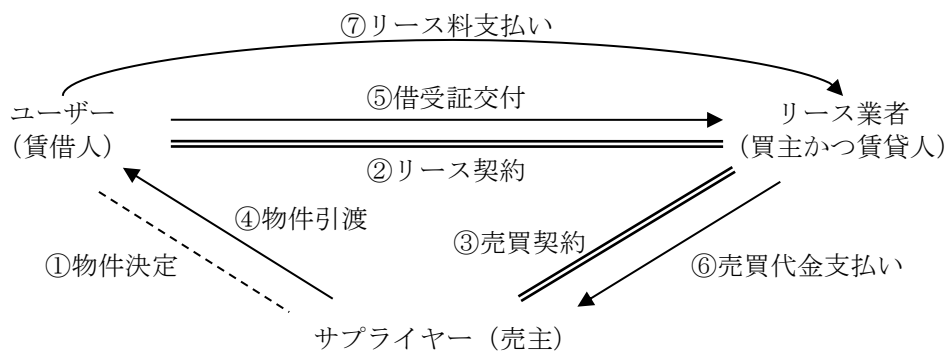 ⑦リース料支払い
ユーザー
（賃借人）
⑤借受証交付
リース業者
（買主かつ賃貸人）
②リース契約
④物件引渡
③売買契約
①物件決定
⑥売買代金支払い
サプライヤー（売主）